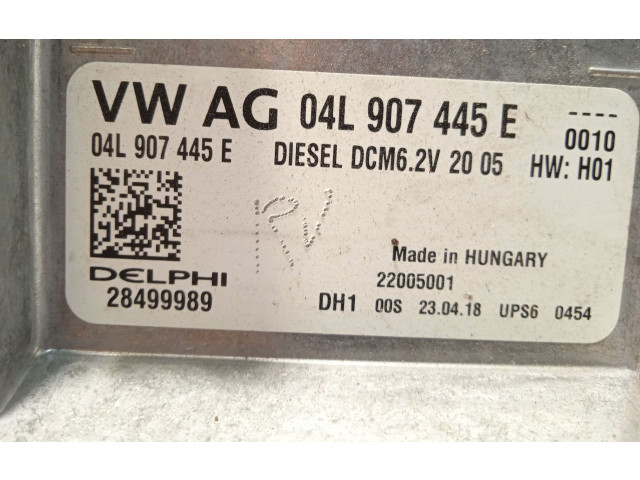 VW AG 04L 907 445 E ----
0010
04L 907 445 E DIESEL DCM6.2V 20 05 HW: H01
RV
DELPHI
28499989
Made in HUNGARY
22005001
DH1 00S 23.04.18 UPS6 0454